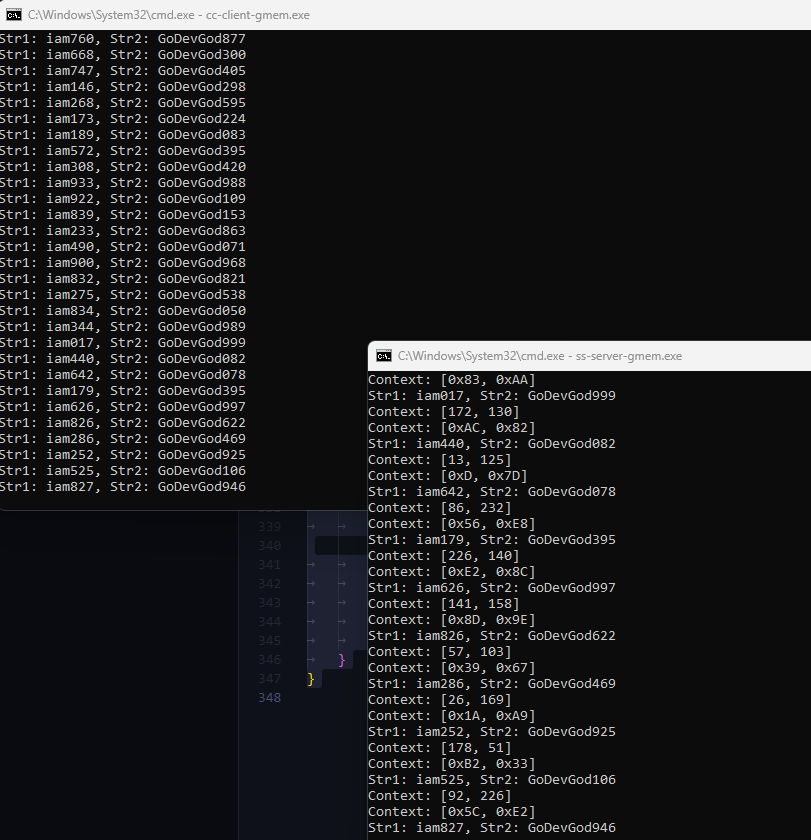 C:\Windows\System32\cmd.exe - cc-client-gmem.exe
Str1: iam760, Str2: GoDevGod877
Str1: iam668, Str2: GoDevGod300
Str1: iam747, Str2: GoDevGod405
Str1: iam146, Str2: GoDevGod298
Str1: iam268, Str2: GoDevGod595
Str1: iam173, Str2: GoDevGod224
Str1: iam189, Str2: GoDevGod083
Str1: iam572, Str2: GoDevGod395
Str1: iam308, Str2: GoDevGod420
Str1: iam933, Str2: GoDevGod988
Str1: iam922, Str2: GoDevGod109
Str1: iam839, Str2: GoDevGod153
Str1: iam233, Str2: GoDevGod863
Str1: iam490, Str2: GoDevGod071
Str1: iam900, Str2: GoDevGod968
Str1: iam832, Str2: GoDevGod821
Str1: iam275, Str2: GoDevGod538
Str1: iam834, Str2: GoDevGod050
Str1: iam344, Str2: GoDevGod989
Str1: iam017, Str2: GoDevGod999
Str1: iam440, Str2: GoDevGod082
Str1: iam642, Str2: GoDevGod078
Str1: iam179, Str2: GoDevGod395
Str1: iam626, Str2: GoDevGod997
Str1: iam826, Str2: GoDevGod622
Str1: iam286, Str2: GoDevGod469
Str1: iam252, Str2: GoDevGod925
Str1: iam525, Str2: GoDevGod106
Str1: iam827, Str2: GoDevGod946
C:\Windows\System32\cmd.exe - ss-server-gmem.exe
Context: [0x83, 0xAA]
Str1: iam017, Str2: GoDevGod999
Context: [172, 130]
Context: [0xAC, 0x82]
Str1: iam440, Str2: GoDevGod082
Context: [13, 125]
Context: [0xD, 0x7D]
Str1: iam642, Str2: GoDevGod078
Context: [86, 232]
Context: [0x56, 0xE8]
Str1: iam179, Str2: GoDevGod395
Context: [226, 140]
Context: [0xE2, 0x8C]
Str1: iam626, Str2: GoDevGod997
Context: [141, 158]
Context: [0x8D, 0x9E]
Str1: iam826, Str2: GoDevGod622
Context: [57, 103]
Context: [0x39, 0x67]
Str1: iam286, Str2: GoDevGod469
Context: [26, 169]
Context: [0x1A, 0xA9]
Str1: iam252, Str2: GoDevGod925
Context: [178, 51]
Context: [0xB2, 0x33]
Str1: iam525, Str2: GoDevGod106
Context: [92, 226]
Context: [0x5C, 0xE2]
Str1: iam827, Str2: GoDevGod946
339
340
341
342
343
344
345
346 }
347 }
348